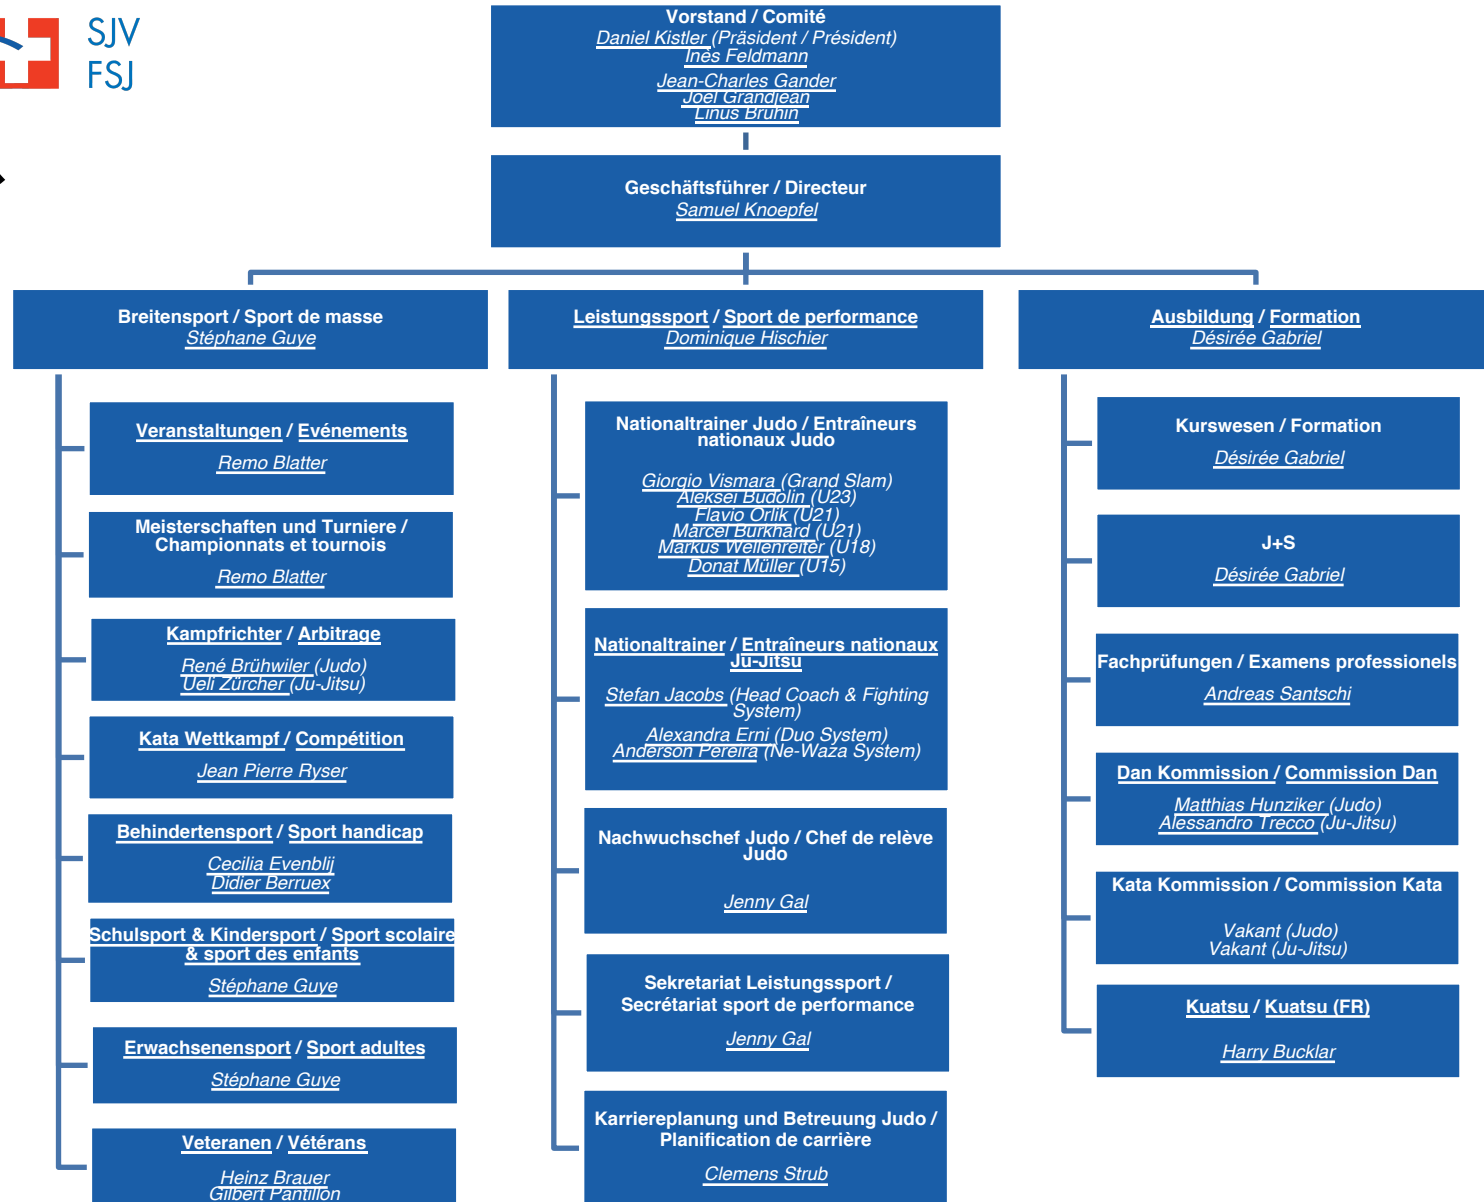 SJV
FSJ
Vorstand / Comité
Daniel Kistler (Präsident / Président)
Inés Feldmann
Jean-Charles Gander
Joël Grandjean
Linus Bruhin
Geschäftsführer / Directeur
Samuel Knoepfel
Breitensport / Sport de masse
Stéphane Guye
Veranstaltungen / Evénements
Remo Blatter
Meisterschaften und Turniere /
Championnats et tournois
Remo Blatter
Kampfrichter / Arbitrage
René Brühwiler (Judo)
Ueli Zürcher (Ju-Jitsu)
Kata Wettkampf / Compétition
Jean Pierre Ryser
Behindertensport / Sport handicap
Cecilia Evenblij
Didier Berruex
Schulsport & Kindersport / Sport scolaire
& sport des enfants
Stéphane Guye
Erwachsenensport / Sport adultes
Stéphane Guye
Veteranen / Vétérans
Heinz Brauer
Gilbert Pantillon
Leistungssport / Sport de performance
Dominique Hischier
Nationaltrainer Judo / Entraîneurs
nationaux Judo
Giorgio Vismara (Grand Slam)
Aleksei Budolin (U23)
Flavio Orlik (U21)
Marcel Burkhard (U21)
Markus Wellenreiter (U18)
Donat Müller (U15)
Nationaltrainer / Entraîneurs nationaux
Ju-Jitsu
Stefan Jacobs (Head Coach & Fighting
System)
Alexandra Erni (Duo System)
Anderson Pereira (Ne-Waza System)
Nachwuchschef Judo / Chef de relève
Judo
Jenny Gal
Sekretariat Leistungssport /
Secrétariat sport de performance
Jenny Gal
Karriereplanung und Betreuung Judo /
Planification de carrière
Clemens Strub
Ausbildung / Formation
Désirée Gabriel
Kurswesen / Formation
Désirée Gabriel
J+S
Désirée Gabriel
Fachprüfungen / Examens professionels
Andreas Santschi
Dan Kommission / Commission Dan
Matthias Hunziker (Judo)
Alessandro Trecco (Ju-Jitsu)
Kata Kommission / Commission Kata
Vakant (Judo)
Vakant (Ju-Jitsu)
Kuatsu / Kuatsu (FR)
Harry Bucklar